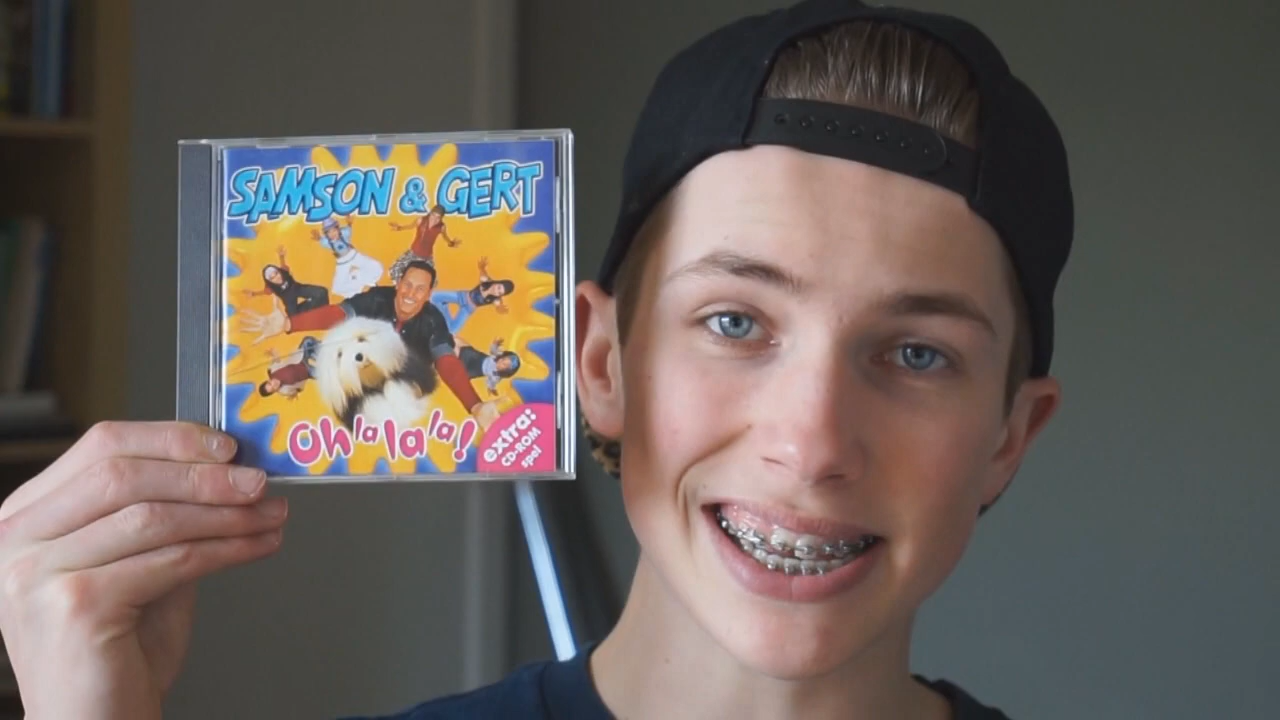 SAMSON & GERT
Oh la la la!
extra:
CD-ROM
spel